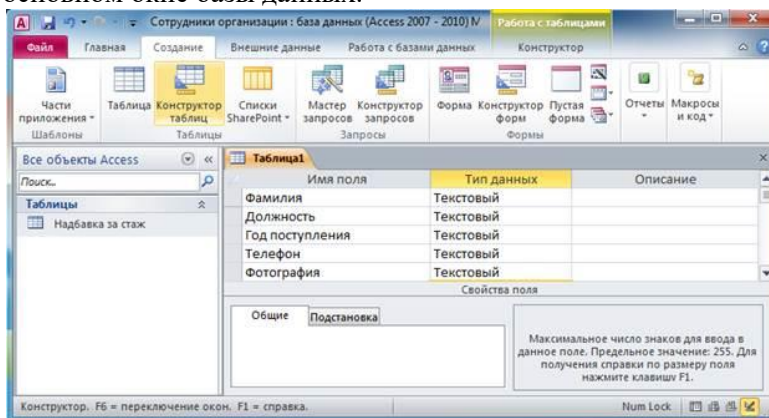 основном окне базы данных.
Сотрудники организации : база данных (Access 2007 - 2010) M
Работа с таблицами
Файл Главная Создание Внешние данные Работа с базами данных Конструктор
Части приложения
Таблица
Конструктор таблиц
Списки SharePoint
Мастер запросов
Конструктор запросов
Форма
Конструктор форм
Пустая форма
Отчеты
Макросы и код
Шаблоны Таблицы Запросы Формы
Все объекты Access
Поиск...
Таблицы
Надбавка за стаж
Таблица1
Имя поля Тип данных Описание
Фамилия Текстовый
Должность Текстовый
Год поступления Текстовый
Телефон Текстовый
Фотография Текстовый
Свойства поля
Общие Подстановка
Максимальное число знаков для ввода в
данное поле. Предельное значение: 255. Для
получения справки по размеру поля
нажмите клавишу F1.
Конструктор. F6 = переключение окон. F1 = справка. Num Lock